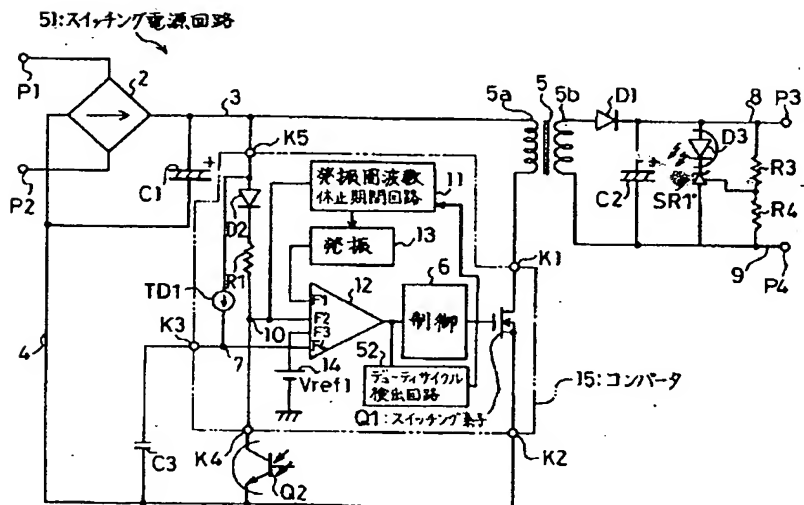 51:スイッチング電源回路
P1
2
3
5a
5
5b
D1
8
P3
K5
P2
C1
+
D2
発振周波数
休止期間回路
11
+
D3
C2
SR1
R3
R4
発振
13
R1
6
K1
9
P4
TD1
12
F1
F2
F3
F4
制御
4
K3
10
7
14
Vref1
52
デューティサイクル
検出回路
15:コンバータ
Q1:スイッチング素子
C3
K4
K2
Q2